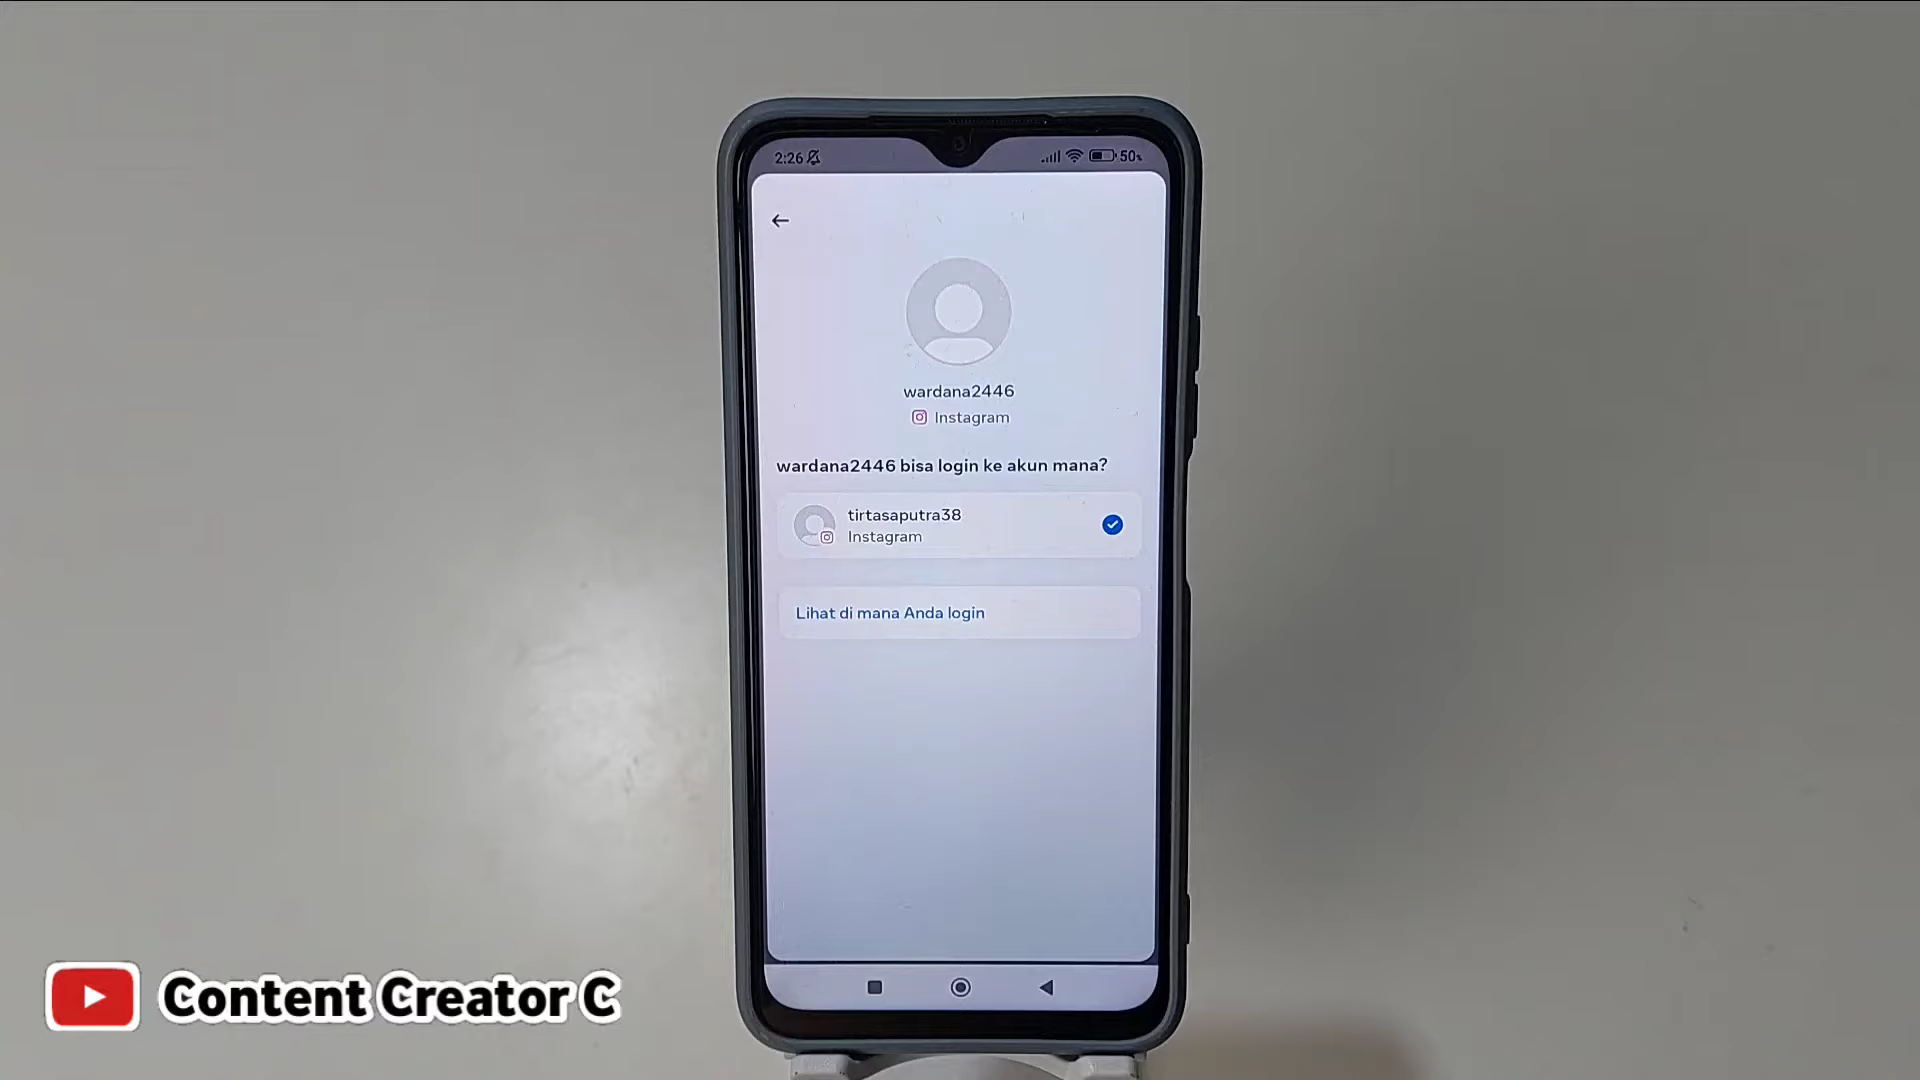 2:26
50%
wardana2446
Instagram
wardana2446 bisa login ke akun mana?
tirtasaputra38
Instagram
Lihat di mana Anda login
Content Creator C